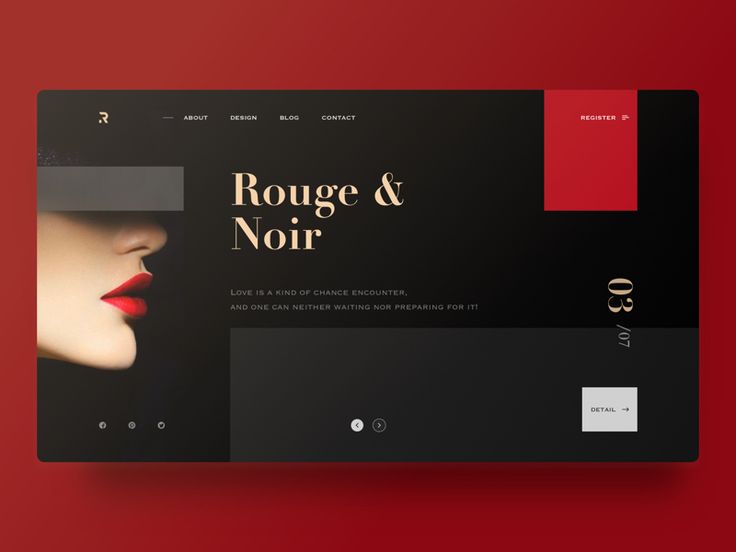 R
ABOUT
DESIGN
BLOG
CONTACT
REGISTER
Rouge &
Noir
LOVE IS A KIND OF CHANCE ENCOUNTER,
AND ONE CAN NEITHER WAITING NOR PREPARING FOR IT!
03
/07
DETAIL